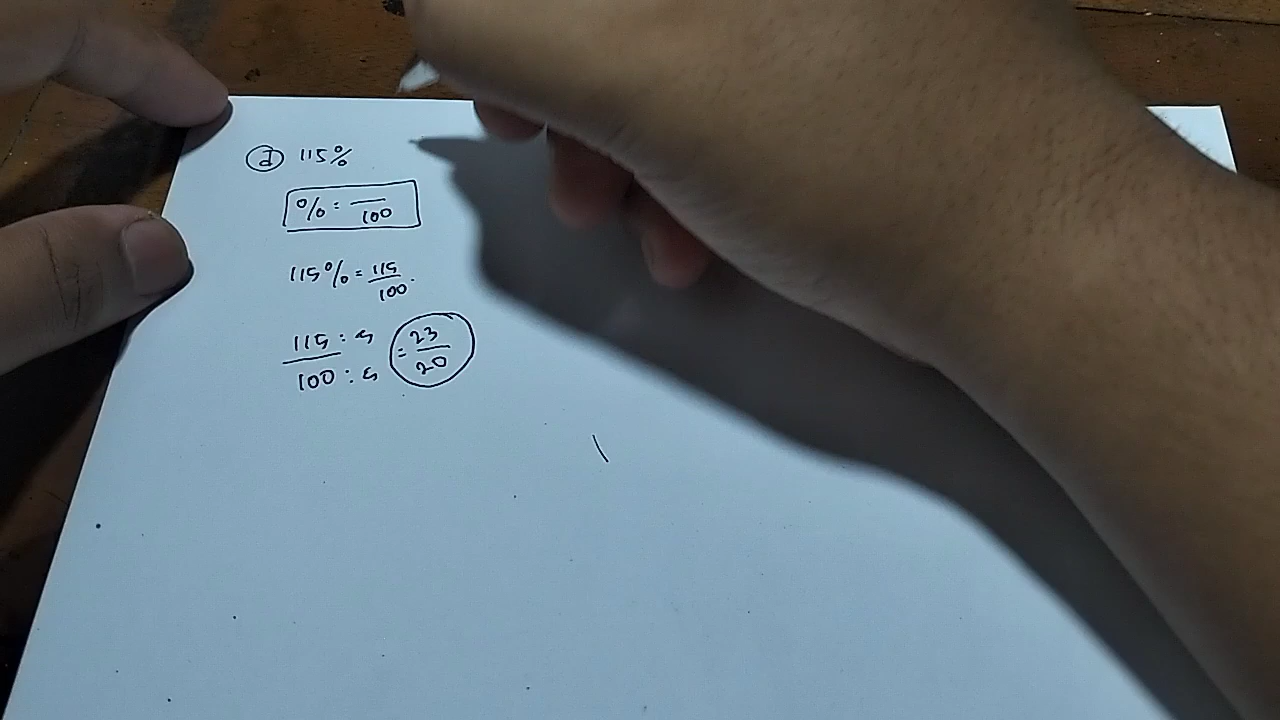 d 115%
% = —/100
115% = 115/100
115 : 5 / 100 : 5 = 23/20